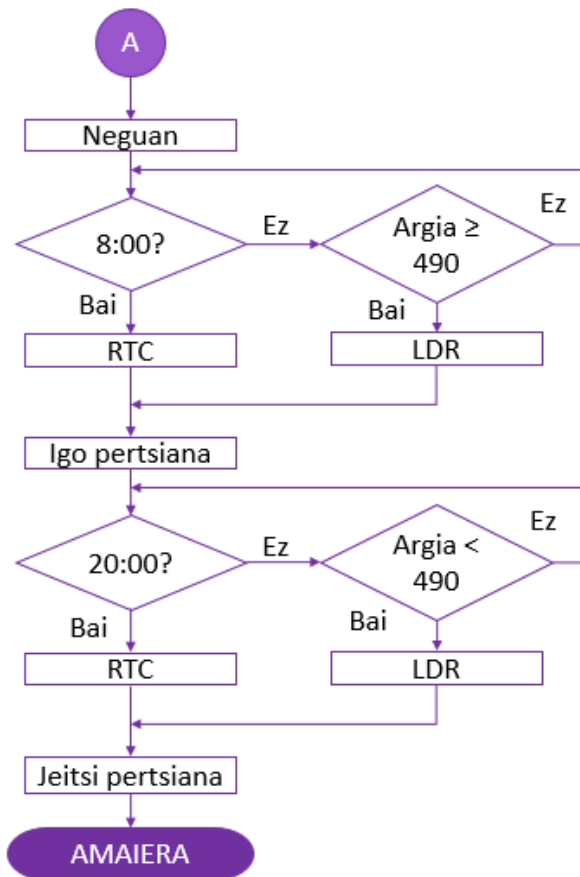 A
Neguan
8:00?
Ez
Argia ≥
490
Ez
Bai
Bai
RTC
LDR
Igo pertsiana
20:00?
Ez
Argia <
490
Ez
Bai
Bai
RTC
LDR
Jeitsi pertsiana
AMAIERA